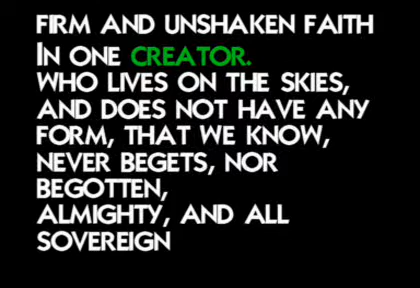 FIRM AND UNSHAKEN FAITH
IN ONE CREATOR.
WHO LIVES ON THE SKIES,
AND DOES NOT HAVE ANY
FORM, THAT WE KNOW,
NEVER BEGETS, NOR
BEGOTTEN,
ALMIGHTY, AND ALL
SOVEREIGN